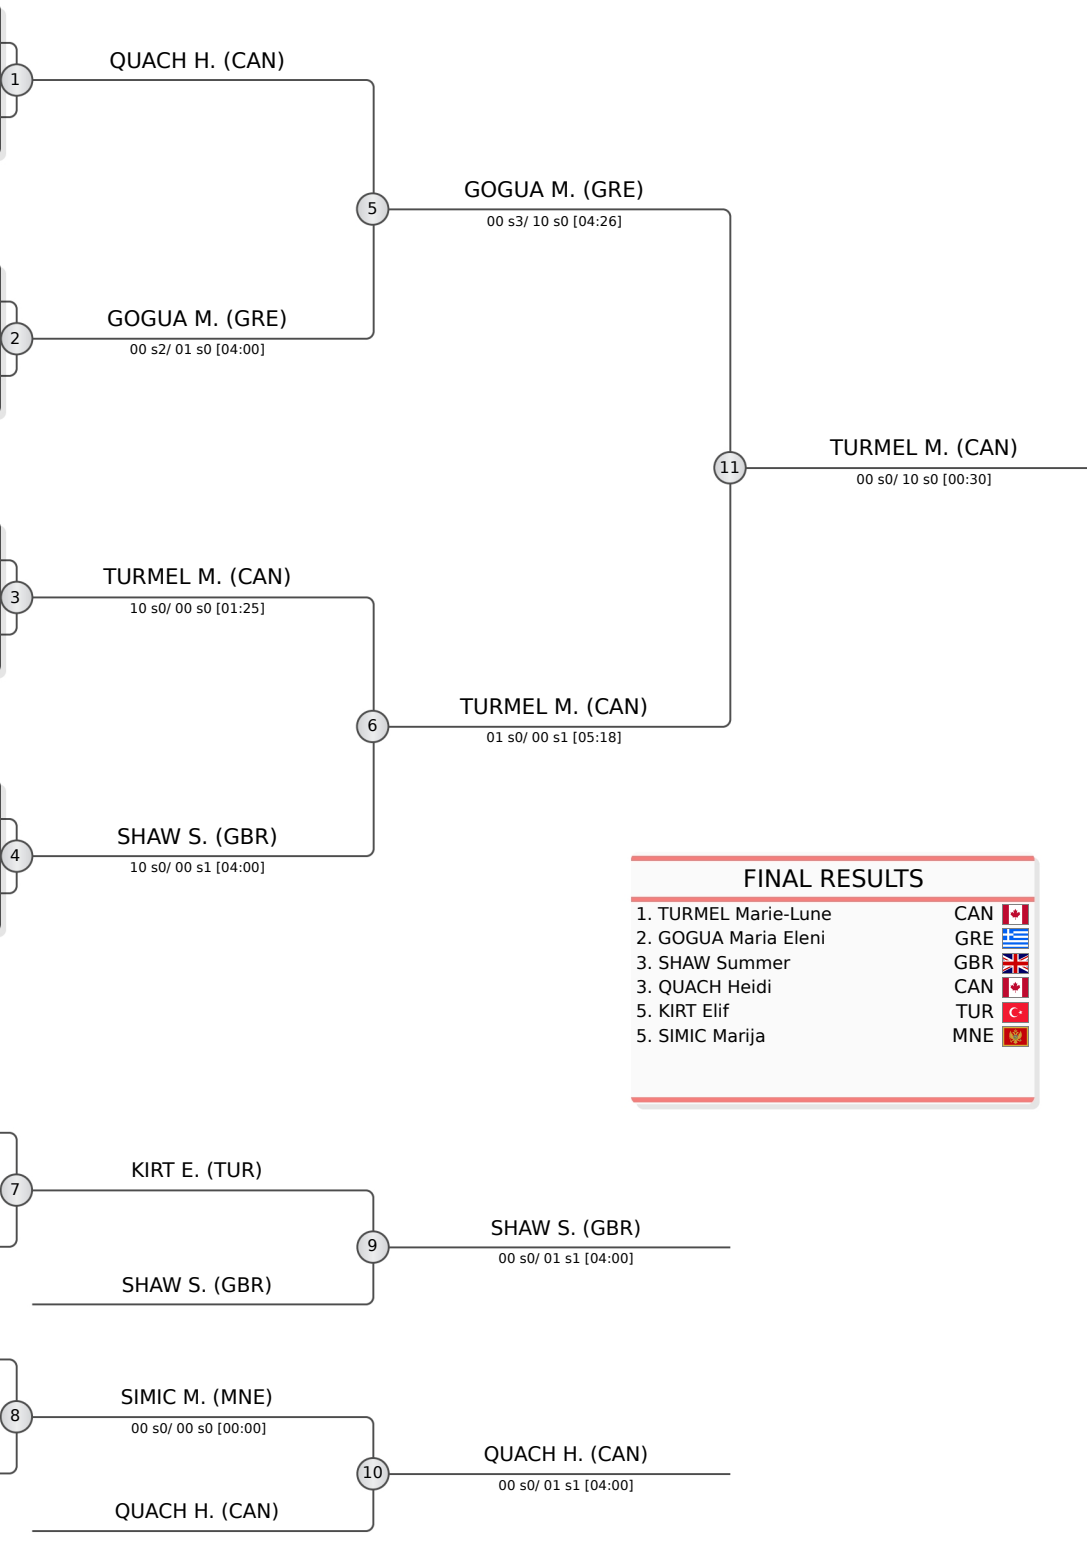 QUACH H. (CAN)
1
GOGUA M. (GRE)
5
00 s3/ 10 s0 [04:26]
GOGUA M. (GRE)
2
00 s2/ 01 s0 [04:00]
TURMEL M. (CAN)
11
00 s0/ 10 s0 [00:30]
TURMEL M. (CAN)
3
10 s0/ 00 s0 [01:25]
TURMEL M. (CAN)
6
01 s0/ 00 s1 [05:18]
SHAW S. (GBR)
4
10 s0/ 00 s1 [04:00]
FINAL RESULTS
1. TURMEL Marie-Lune CAN
2. GOGUA Maria Eleni GRE
3. SHAW Summer GBR
3. QUACH Heidi CAN
5. KIRT Elif TUR
5. SIMIC Marija MNE
KIRT E. (TUR)
7
SHAW S. (GBR)
9
00 s0/ 01 s1 [04:00]
SHAW S. (GBR)
SIMIC M. (MNE)
8
00 s0/ 00 s0 [00:00]
QUACH H. (CAN)
10
00 s0/ 01 s1 [04:00]
QUACH H. (CAN)